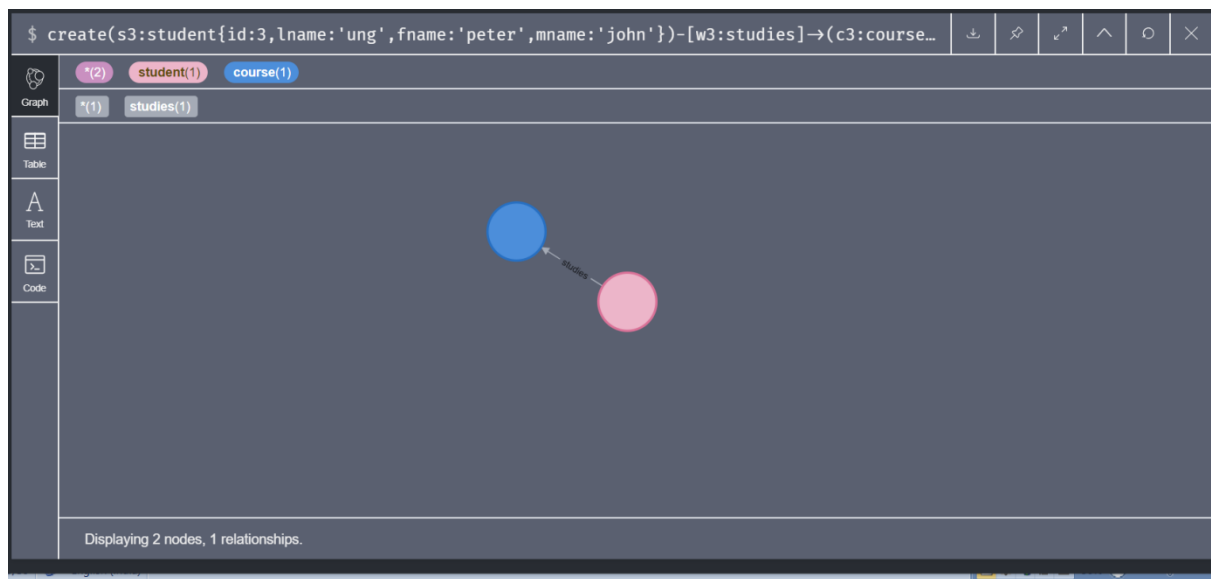 $ create(s3:student{id:3,lname:'ung',fname:'peter',mname:'john'})-[w3:studies]→(c3:course…
*(2) student(1) course(1)
Graph
*(1) studies(1)
Table
A
Text
Code
studies
Displaying 2 nodes, 1 relationships.